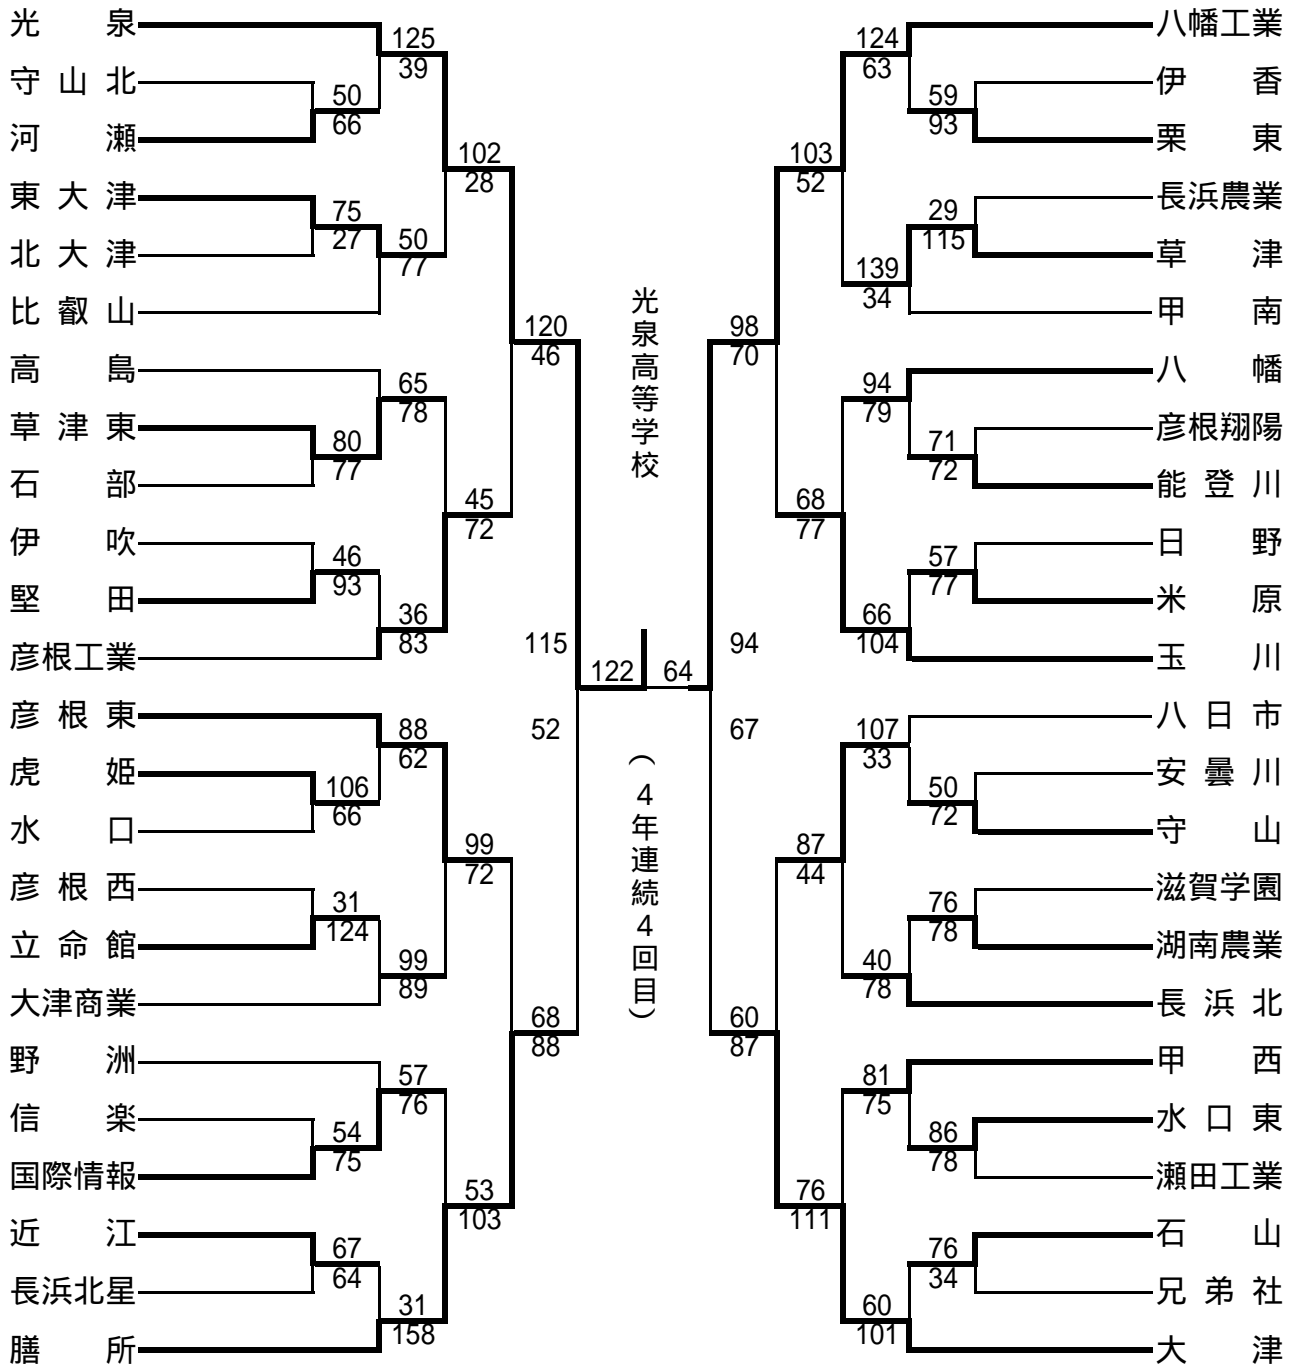 光泉
守山北
河瀬
東大津
北大津
比叡山
高島
草津東
石部
伊吹
堅田
彦根工業
彦根東
虎姫
水口
彦根西
立命館
大津商業
野洲
信楽
国際情報
近江
長浜北星
膳所
50
66
75
27
80
77
46
93
106
66
31
124
54
75
67
64
125
39
50
77
65
78
36
83
88
62
99
89
57
76
31
158
102
28
45
72
99
72
53
103
120
46
68
88
115
52
122
64
光泉高等学校
(4年連続4回目)
94
67
98
70
60
87
103
52
68
77
87
44
76
111
124
63
139
34
94
79
66
104
107
33
40
78
81
75
60
101
59
93
29
115
71
72
57
77
50
72
76
78
86
78
76
34
八幡工業
伊香
栗東
長浜農業
草津
甲南
八幡
彦根翔陽
能登川
日野
米原
玉川
八日市
安曇川
守山
滋賀学園
湖南農業
長浜北
甲西
水口東
瀬田工業
石山
兄弟社
大津